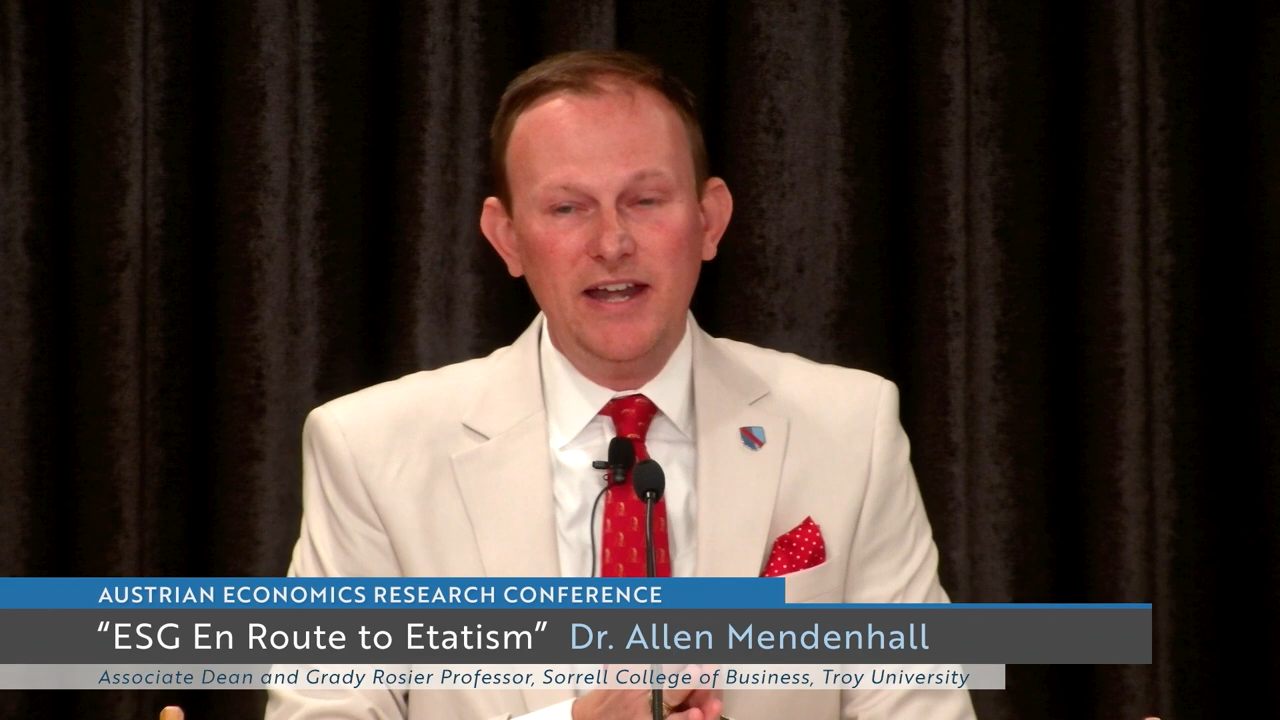 AUSTRIAN ECONOMICS RESEARCH CONFERENCE
“ESG En Route to Etatism” Dr. Allen Mendenhall
Associate Dean and Grady Rosier Professor, Sorrell College of Business, Troy University